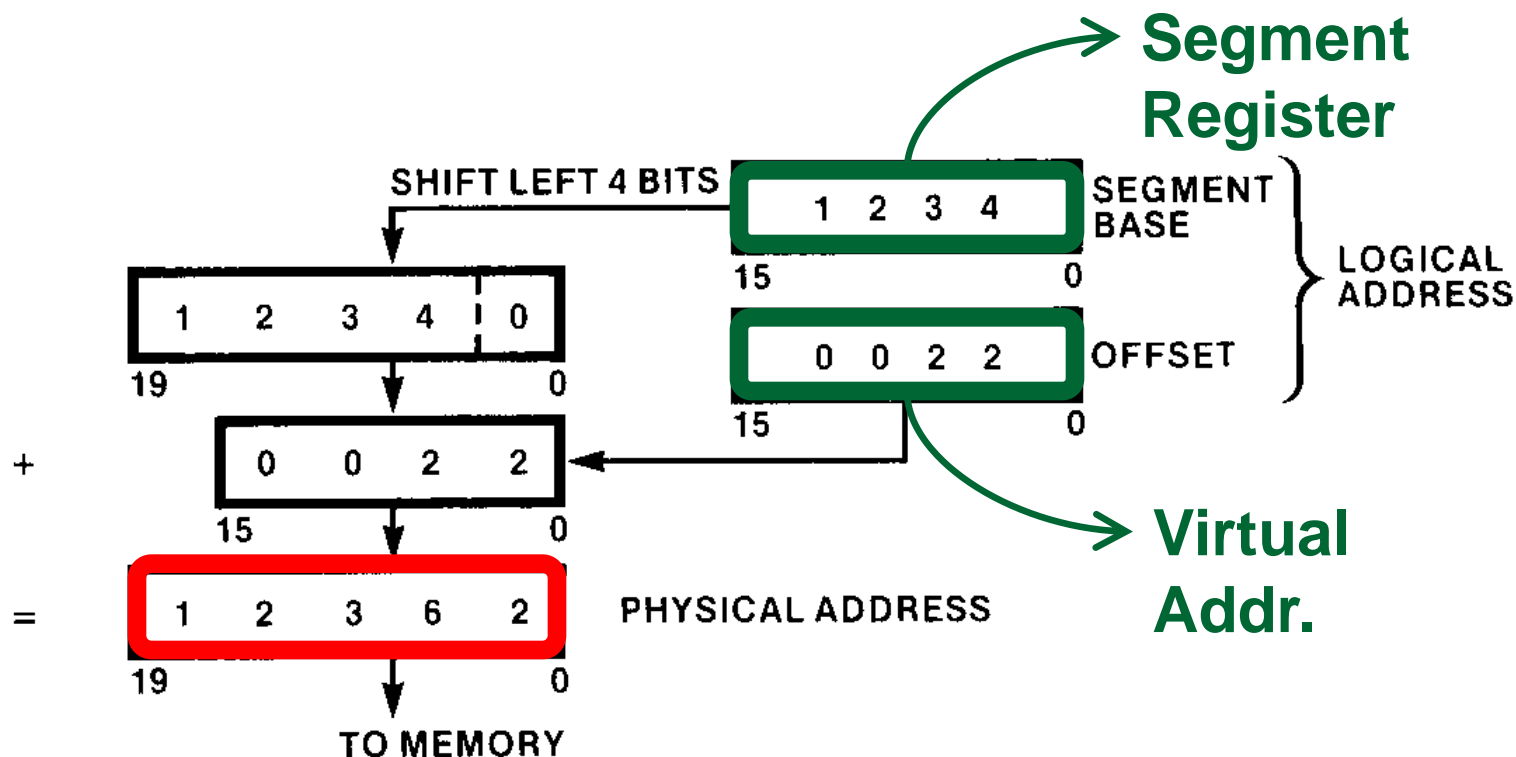 Segment
Register
SHIFT LEFT 4 BITS
1 2 3 4
SEGMENT
BASE
15 0
LOGICAL
ADDRESS
1 2 3 4 0
19 0
0 0 2 2
OFFSET
15 0
+
0 0 2 2
15 0
Virtual
Addr.
=
1 2 3 6 2
PHYSICAL ADDRESS
19 0
TO MEMORY